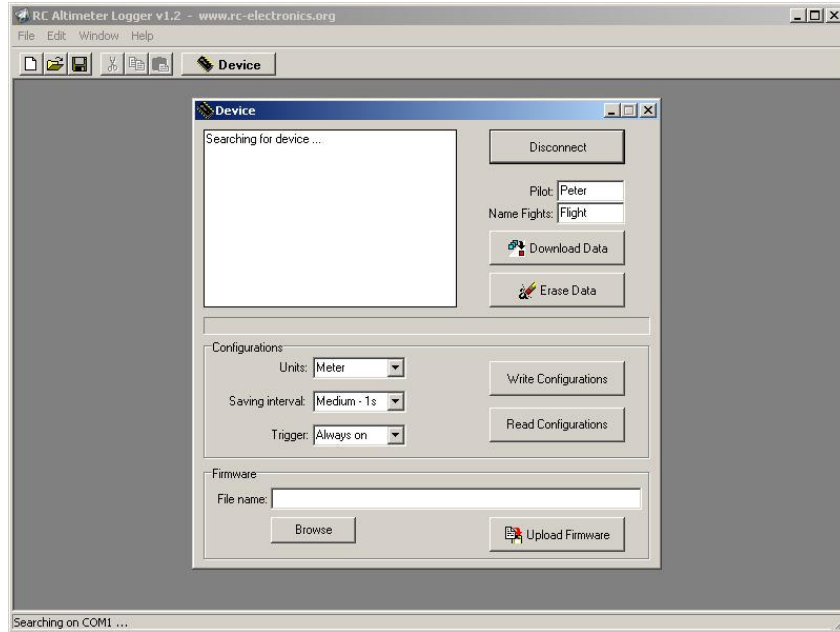 RC Altimeter Logger v1.2 - www.rc-electronics.org
File Edit Window Help
Device
Device
Searching for device ...
Disconnect
Pilot: Peter
Name Fights: Flight
Download Data
Erase Data
Configurations
Units: Meter
Write Configurations
Saving interval: Medium - 1s
Read Configurations
Trigger: Always on
Firmware
File name:
Browse
Upload Firmware
Searching on COM1 ...